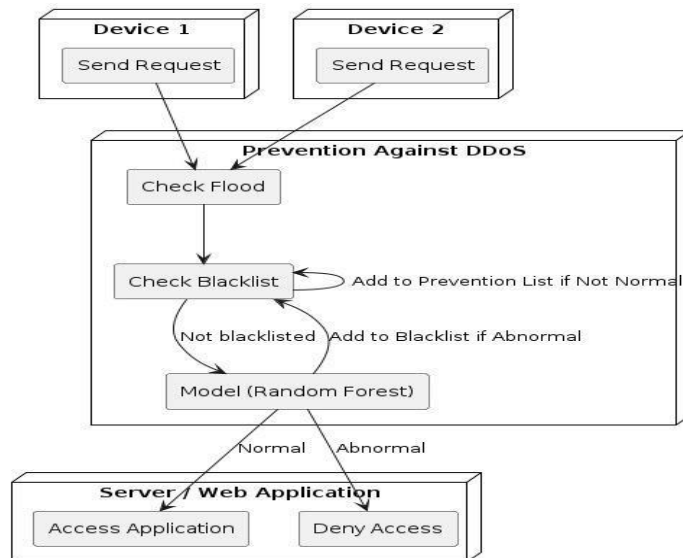 Device 1
Device 2
Send Request
Send Request
Prevention Against DDoS
Check Flood
Check Blacklist
Add to Prevention List if Not Normal
Not blacklisted
Add to Blacklist if Abnormal
Model (Random Forest)
Normal
Abnormal
Server / Web Application
Access Application
Deny Access